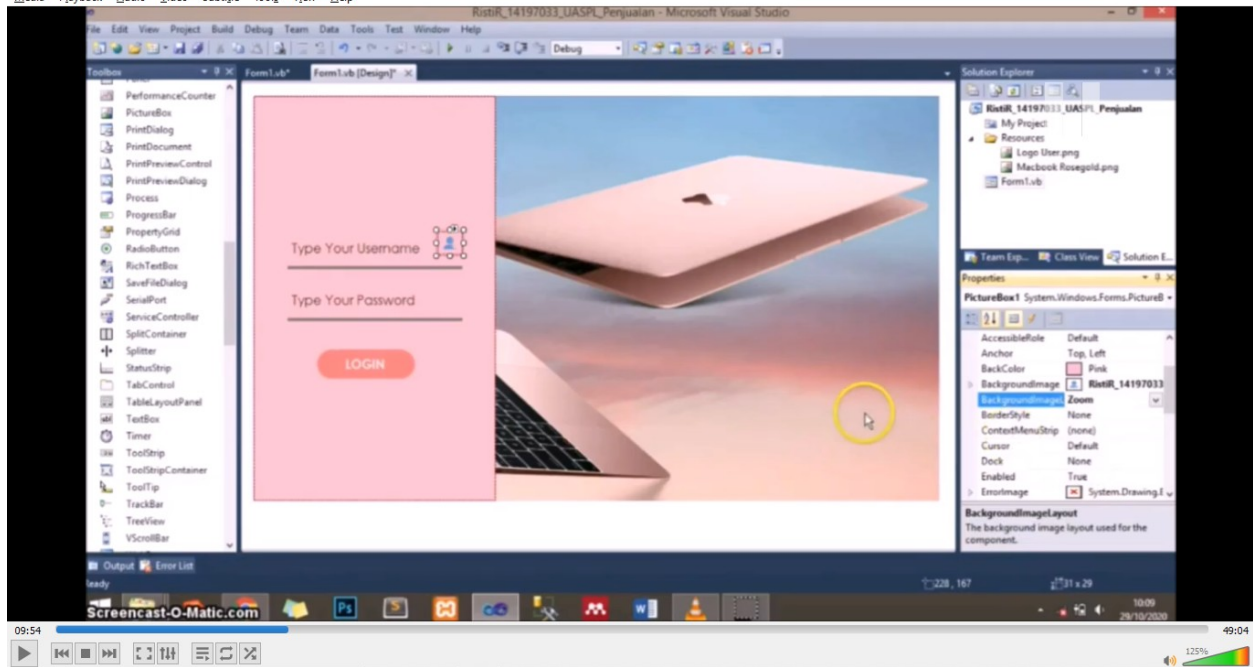 RistiR_14197033_UASPL_Penjualan - Microsoft Visual Studio
File Edit View Project Build Debug Team Data Tools Test Window Help
Debug
Toolbox
Form1.vb*
Form1.vb [Design]*
PerformanceCounter
PictureBox
PrintDialog
PrintDocument
PrintPreviewControl
PrintPreviewDialog
Process
ProgressBar
PropertyGrid
RadioButton
RichTextBox
SaveFileDialog
SerialPort
ServiceController
SplitContainer
Splitter
StatusStrip
TabControl
TableLayoutPanel
TextBox
Timer
ToolStrip
ToolStripContainer
ToolTip
TrackBar
TreeView
VScrollBar
Type Your Username
Type Your Password
LOGIN
Solution Explorer
RistiR_14197033_UASPL_Penjualan
My Project
Resources
Logo User.png
Macbook Rosegold.png
Form1.vb
Team Exp... Class View Solution E...
Properties
PictureBox1 System.Windows.Forms.PictureB
AccessibleRole Default
Anchor Top, Left
BackColor Pink
BackgroundImage RistiR_14197033
BackgroundImageL Zoom
BorderStyle None
ContextMenuStrip (none)
Cursor Default
Dock None
Enabled True
ErrorImage System.Drawing.
BackgroundImageLayout
The background image layout used for the
component.
Output Error List
Ready
228 , 167
31 x 29
Screencast-O-Matic.com
Ps
10:09
29/10/2020
09:54
49:04
125%